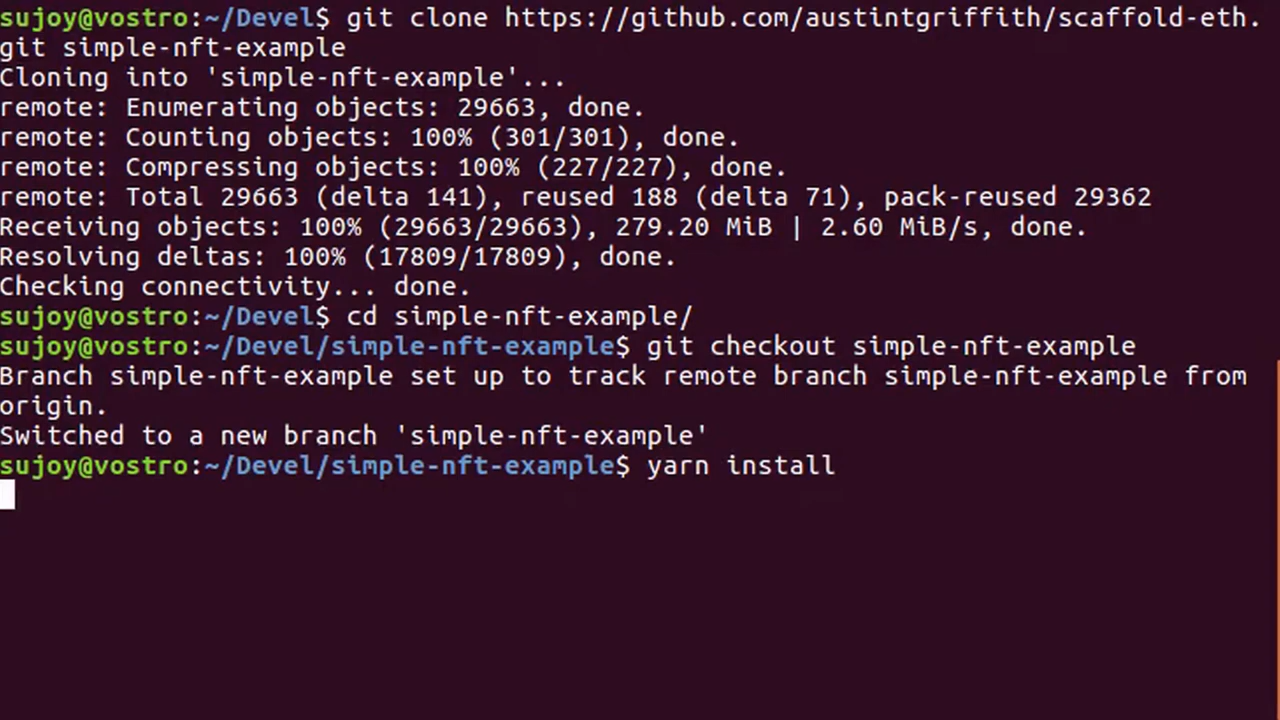 sujoy@vostro:~/Devel$ git clone https://github.com/austintgriffith/scaffold-eth.
git simple-nft-example
Cloning into 'simple-nft-example'...
remote: Enumerating objects: 29663, done.
remote: Counting objects: 100% (301/301), done.
remote: Compressing objects: 100% (227/227), done.
remote: Total 29663 (delta 141), reused 188 (delta 71), pack-reused 29362
Receiving objects: 100% (29663/29663), 279.20 MiB | 2.60 MiB/s, done.
Resolving deltas: 100% (17809/17809), done.
Checking connectivity... done.
sujoy@vostro:~/Devel$ cd simple-nft-example/
sujoy@vostro:~/Devel/simple-nft-example$ git checkout simple-nft-example
Branch simple-nft-example set up to track remote branch simple-nft-example from
origin.
Switched to a new branch 'simple-nft-example'
sujoy@vostro:~/Devel/simple-nft-example$ yarn install